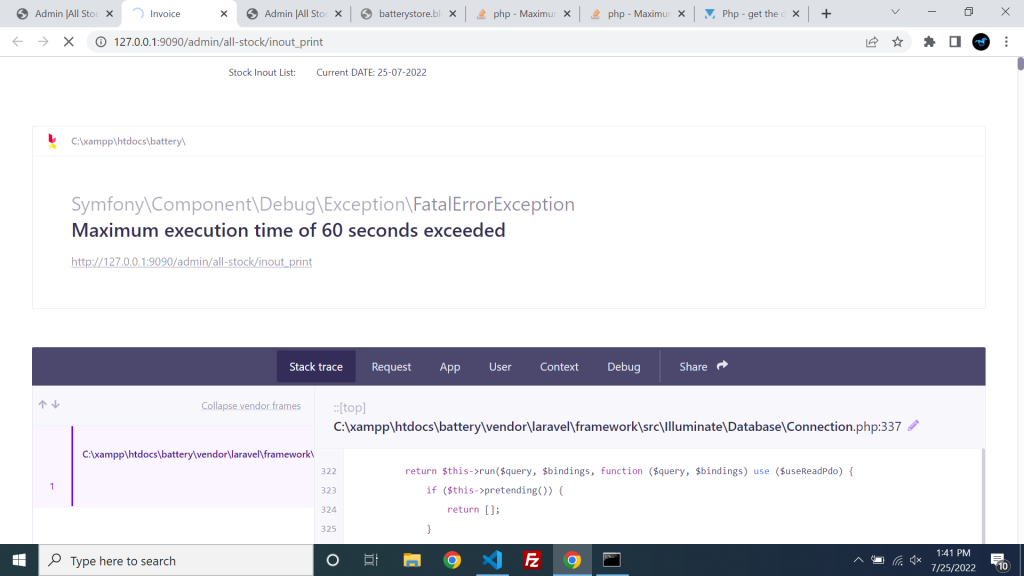 Admin |All Stoc
Invoice
Admin |All Stoc
batterystore.bl
php - Maximum
php - Maximum
Php - get the d
127.0.0.1:9090/admin/all-stock/inout_print
Stock Inout List: Current DATE: 25-07-2022
C:\xampp\htdocs\battery\
Symfony\Component\Debug\Exception\FatalErrorException
Maximum execution time of 60 seconds exceeded
http://127.0.0.1:9090/admin/all-stock/inout_print
Stack trace Request App User Context Debug Share
Collapse vendor frames
::[top]
C:\xampp\htdocs\battery\vendor\laravel\framework\src\Illuminate\Database\Connection.php:337
C:\xampp\htdocs\battery\vendor\laravel\framework\
1
322 return $this->run($query, $bindings, function ($query, $bindings) use ($useReadPdo) {
323 if ($this->pretending()) {
324 return [];
325 }
Type here to search
1:41 PM
7/25/2022
10